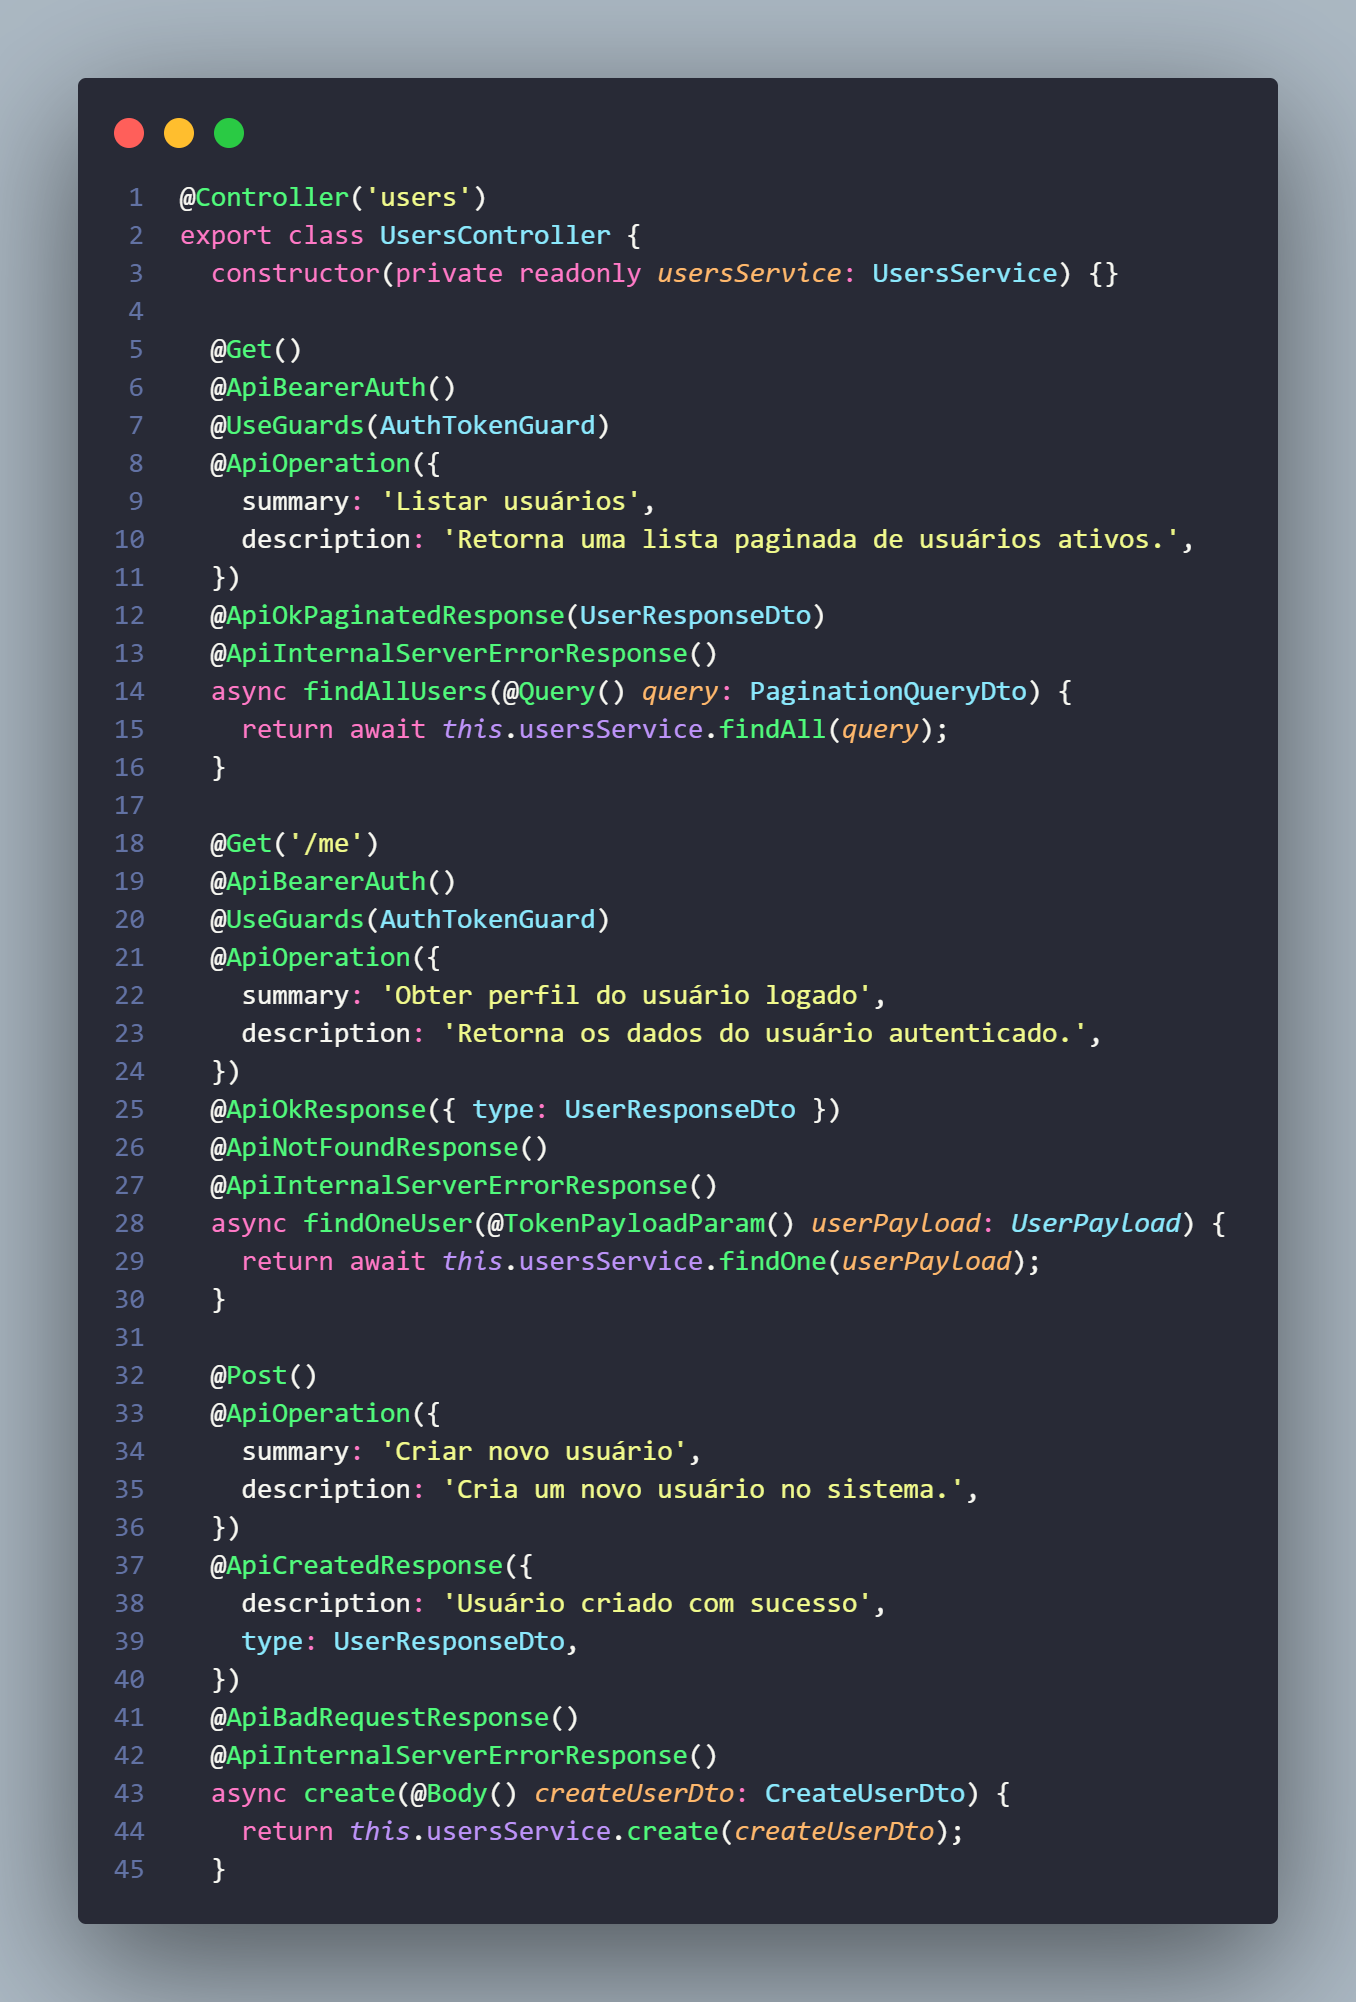 1 @Controller('users')
2 export class UsersController {
3   constructor(private readonly usersService: UsersService) {}
4
5   @Get()
6   @ApiBearerAuth()
7   @UseGuards(AuthTokenGuard)
8   @ApiOperation({
9     summary: 'Listar usuários',
10     description: 'Retorna uma lista paginada de usuários ativos.',
11   })
12   @ApiOkPaginatedResponse(UserResponseDto)
13   @ApiInternalServerErrorResponse()
14   async findAllUsers(@Query() query: PaginationQueryDto) {
15     return await this.usersService.findAll(query);
16   }
17
18   @Get('/me')
19   @ApiBearerAuth()
20   @UseGuards(AuthTokenGuard)
21   @ApiOperation({
22     summary: 'Obter perfil do usuário logado',
23     description: 'Retorna os dados do usuário autenticado.',
24   })
25   @ApiOkResponse({ type: UserResponseDto })
26   @ApiNotFoundResponse()
27   @ApiInternalServerErrorResponse()
28   async findOneUser(@TokenPayloadParam() userPayload: UserPayload) {
29     return await this.usersService.findOne(userPayload);
30   }
31
32   @Post()
33   @ApiOperation({
34     summary: 'Criar novo usuário',
35     description: 'Cria um novo usuário no sistema.',
36   })
37   @ApiCreatedResponse({
38     description: 'Usuário criado com sucesso',
39     type: UserResponseDto,
40   })
41   @ApiBadRequestResponse()
42   @ApiInternalServerErrorResponse()
43   async create(@Body() createUserDto: CreateUserDto) {
44     return this.usersService.create(createUserDto);
45   }